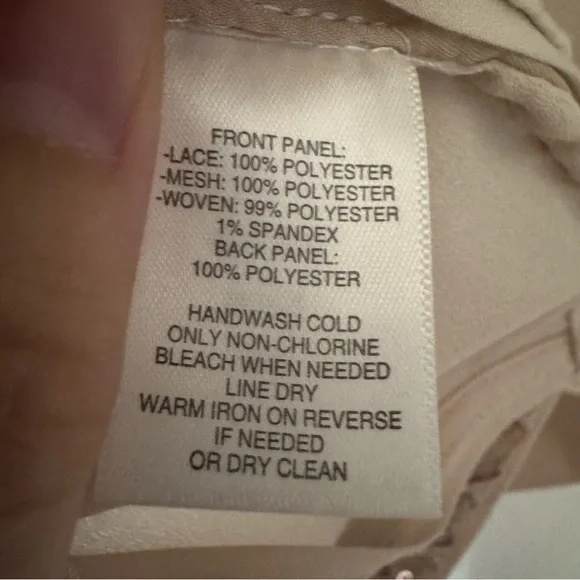 FRONT PANEL:
-LACE: 100% POLYESTER
-MESH: 100% POLYESTER
-WOVEN: 99% POLYESTER
1% SPANDEX
BACK PANEL:
100% POLYESTER
HANDWASH COLD
ONLY NON-CHLORINE
BLEACH WHEN NEEDED
LINE DRY
WARM IRON ON REVERSE
IF NEEDED
OR DRY CLEAN